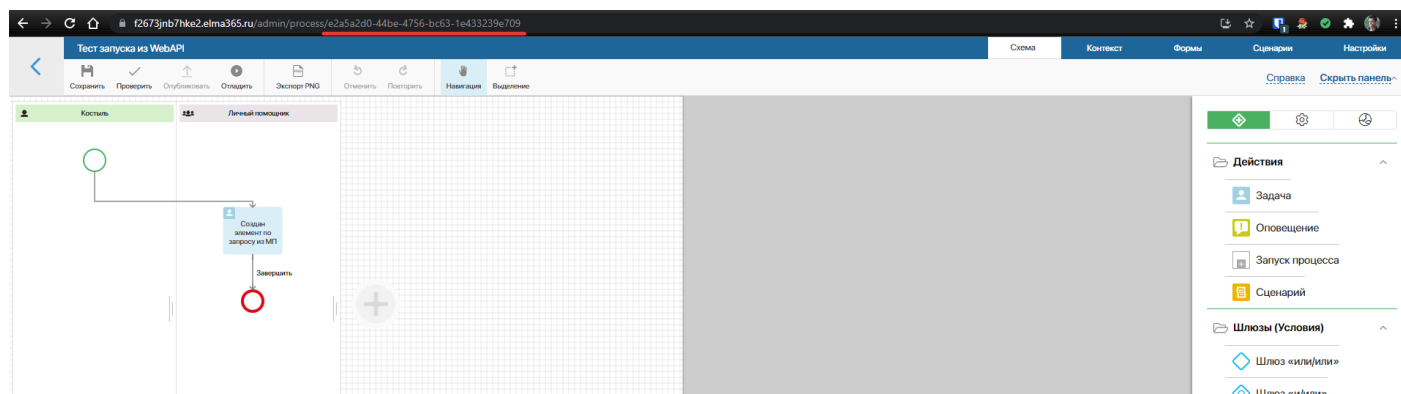 f2673jnb7hke2.elma365.ru/admin/process/e2a5a2d0-44be-4756-bc63-1e433239e709
Тест запуска из WebAPI
Схема Контекст Формы Сценарии Настройки
Сохранить Проверить Опубликовать Отладить Экспорт PNG Отменить Повторить Навигация Выделение
Справка Скрыть панель
Костыль Личный помощник
Создан
элемент по
запросу из МП
Завершить
Действия
Задача
Оповещение
Запуск процесса
Сценарий
Шлюзы (Условия)
Шлюз «или/или»
Шлюз «и/или»